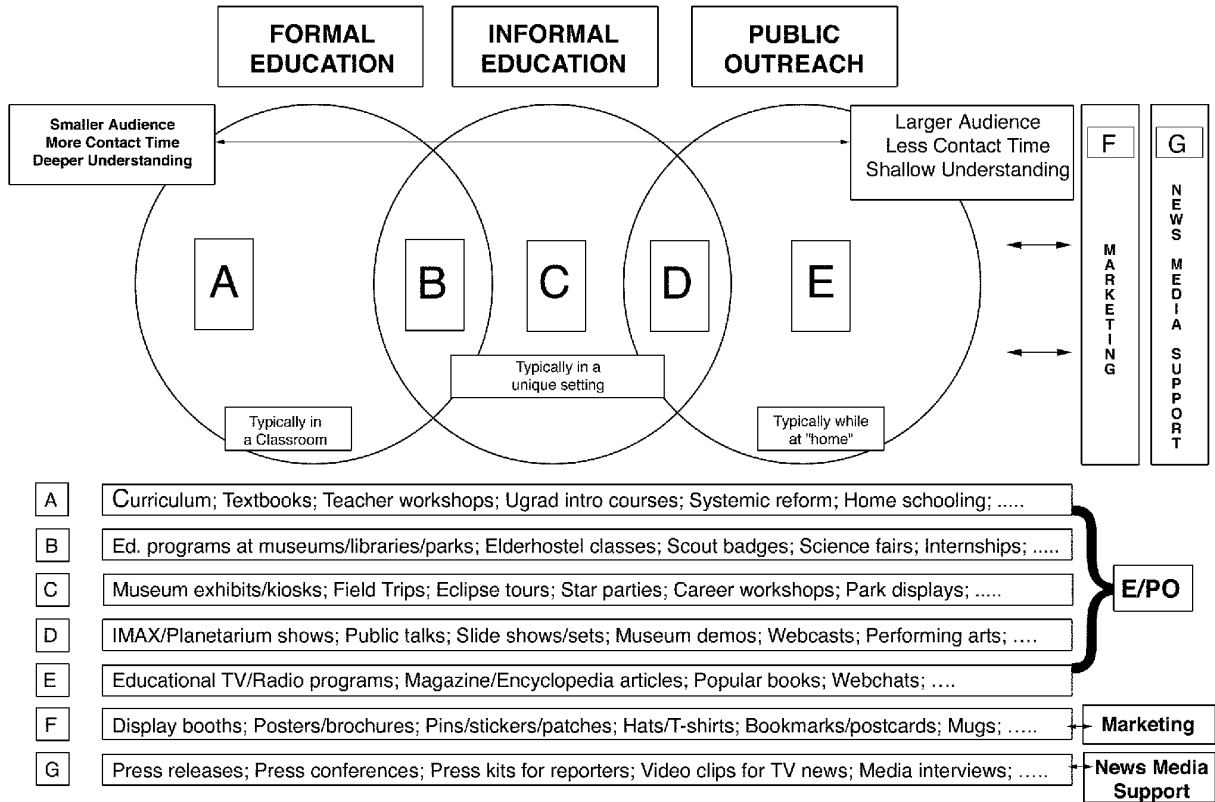 FORMAL
EDUCATION
INFORMAL
EDUCATION
PUBLIC
OUTREACH
Smaller Audience
More Contact Time
Deeper Understanding
Larger Audience
Less Contact Time
Shallow Understanding
F
MARKETING
G
NEWS MEDIA SUPPORT
A
B
C
D
E
Typically in a
unique setting
Typically in
a Classroom
Typically while
at "home"
A
Curriculum; Textbooks; Teacher workshops; Ugrad intro courses; Systemic reform; Home schooling; .....
B
Ed. programs at museums/libraries/parks; Elderhostel classes; Scout badges; Science fairs; Internships; .....
C
Museum exhibits/kiosks; Field Trips; Eclipse tours; Star parties; Career workshops; Park displays; .....
D
IMAX/Planetarium shows; Public talks; Slide shows/sets; Museum demos; Webcasts; Performing arts; ....
E
Educational TV/Radio programs; Magazine/Encyclopedia articles; Popular books; Webchats; ....
E/PO
F
Display booths; Posters/brochures; Pins/stickers/patches; Hats/T-shirts; Bookmarks/postcards; Mugs; .....
Marketing
G
Press releases; Press conferences; Press kits for reporters; Video clips for TV news; Media interviews; .....
News Media
Support